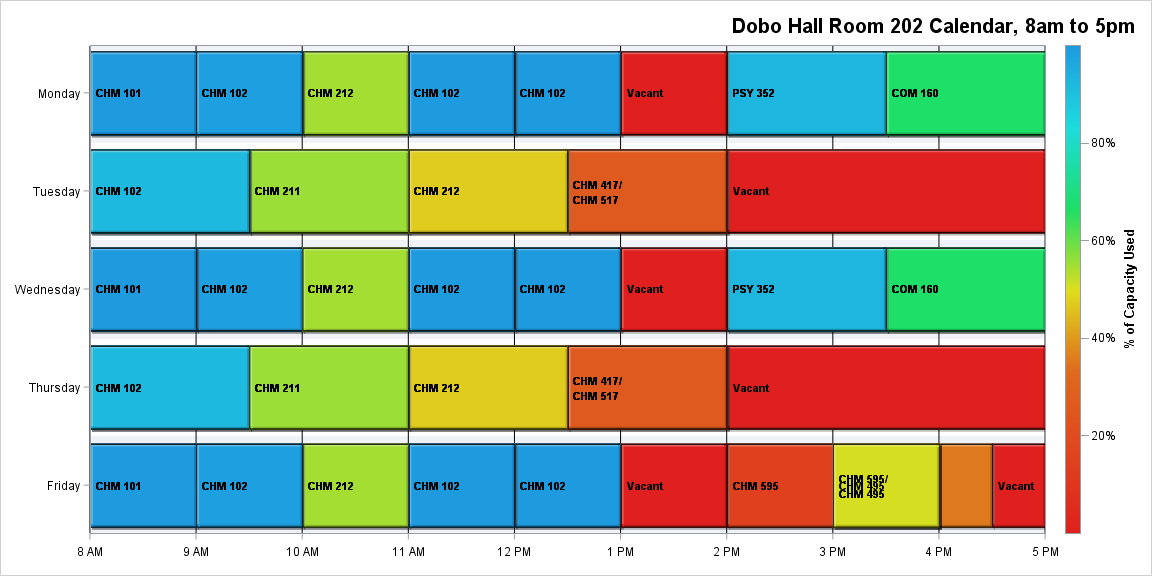 Dobo Hall Room 202 Calendar, 8am to 5pm
Monday
CHM 101
CHM 102
CHM 212
CHM 102
CHM 102
Vacant
PSY 352
COM 160
Tuesday
CHM 102
CHM 211
CHM 212
CHM 417/
CHM 517
Vacant
Wednesday
CHM 101
CHM 102
CHM 212
CHM 102
CHM 102
Vacant
PSY 352
COM 160
Thursday
CHM 102
CHM 211
CHM 212
CHM 417/
CHM 517
Vacant
Friday
CHM 101
CHM 102
CHM 212
CHM 102
CHM 102
Vacant
CHM 595
CHM 595/
CHM 495
CHM 495
Vacant
8 AM
9 AM
10 AM
11 AM
12 PM
1 PM
2 PM
3 PM
4 PM
5 PM
80%
60%
40%
20%
% of Capacity Used